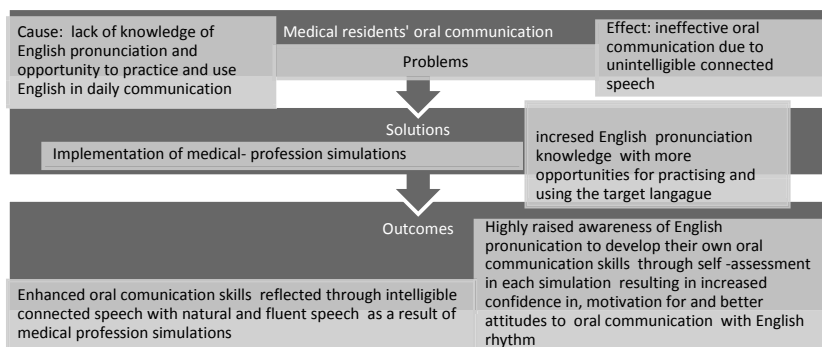 Cause:  lack of knowledge of
English pronunciation and
opportunity to practice and use
English in daily communication
Medical residents' oral communication
Problems
Effect: ineffective oral
communication due to
unintelligible connected
speech
Solutions
Implementation of medical- profession simulations
incresed English  pronunciation
knowledge  with more
opportunities for practising and
using the target langague
Outcomes
Enhanced oral comunication skills  reflected through intelligible
connected speech with natural and fluent speech  as a result of
medical profession simulations
Highly raised awareness of English
pronunication to develop their own oral
communication skills  through self -assessment
in each simulation  resulting in increased
confidence in, motivation for and better
attitudes to  oral communication  with English
rhythm